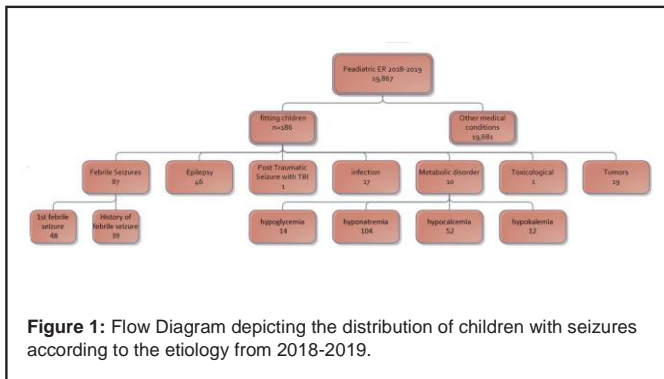 Peadiatric ER 2018-2019
19,867
fitting chidren
n=186
Other medical
conditions
19,681
Febrile Seizures
87
Epilepsy
46
Post Traumatic
Seizure with TBI
1
infection
17
Metabolic disorder
10
Toxicological
1
Tumors
19
1st febrile
seizure
48
History of
febrile seizure
39
hypoglycemia
14
hyponatremia
104
hypocalcemia
52
hypokalemia
12
Figure 1: Flow Diagram depicting the distribution of children with seizures
according to the etiology from 2018-2019.